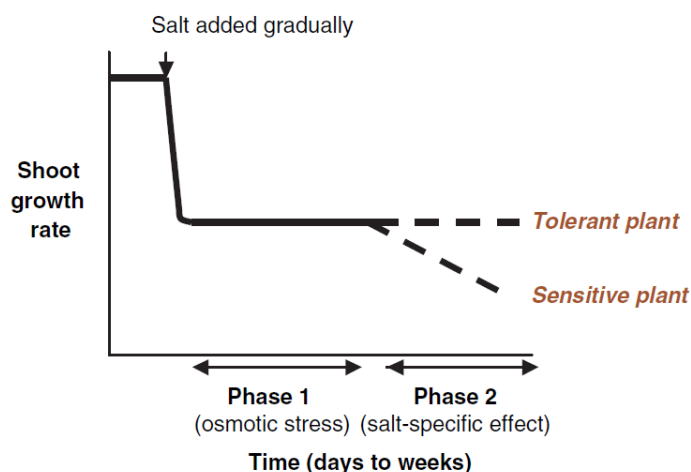 Salt added gradually
Shoot
growth
rate
Tolerant plant
Sensitive plant
Phase 1
Phase 2
(osmotic stress)
(salt-specific effect)
Time (days to weeks)